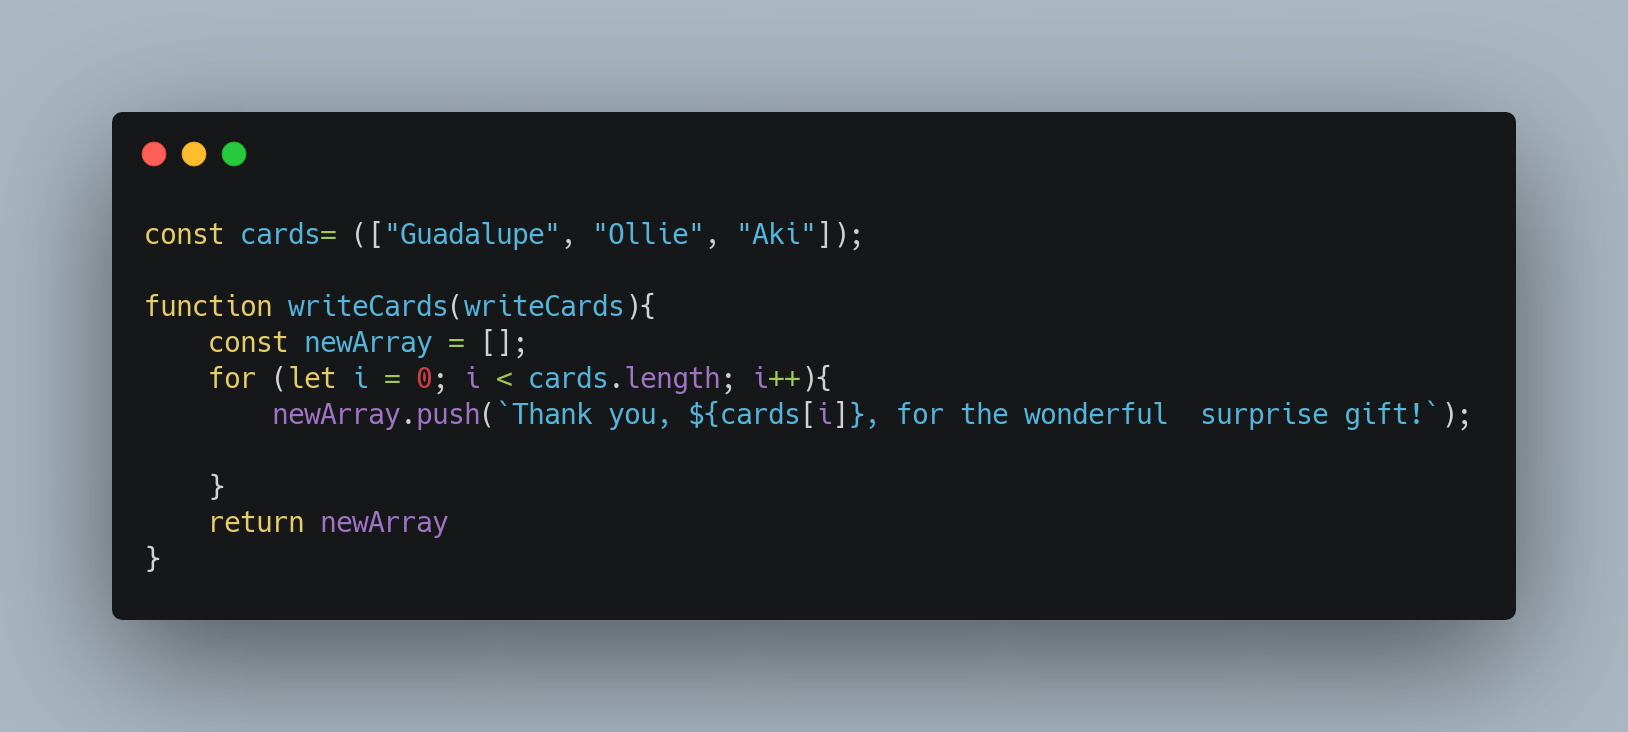 const cards= (["Guadalupe", "Ollie", "Aki"]);
function writeCards(writeCards){
    const newArray = [];
    for (let i = 0; i < cards.length; i++){
        newArray.push(`Thank you, ${cards[i]}, for the wonderful  surprise gift!`);
    }
    return newArray
}